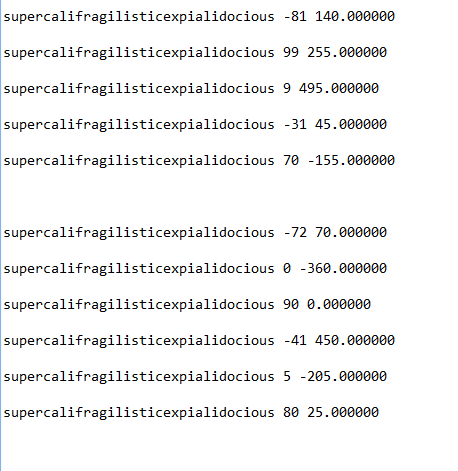 supercalifragilisticexpialidocious -81 140.000000
supercalifragilisticexpialidocious 99 255.000000
supercalifragilisticexpialidocious 9 495.000000
supercalifragilisticexpialidocious -31 45.000000
supercalifragilisticexpialidocious 70 -155.000000
supercalifragilisticexpialidocious -72 70.000000
supercalifragilisticexpialidocious 0 -360.000000
supercalifragilisticexpialidocious 90 0.000000
supercalifragilisticexpialidocious -41 450.000000
supercalifragilisticexpialidocious 5 -205.000000
supercalifragilisticexpialidocious 80 25.000000